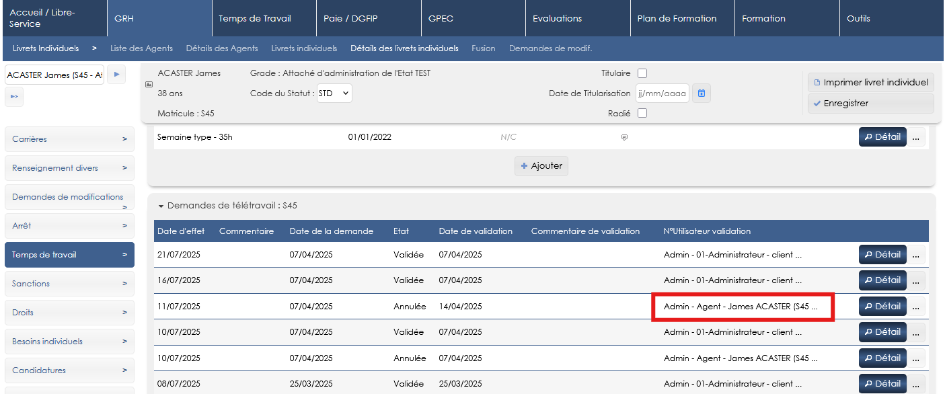 Accueil / Libre-Service
GRH
Temps de Travail
Paie / DGFIP
GPEC
Evaluations
Plan de Formation
Formation
Outils
Livrets Individuels > Liste des Agents Détails des Agents Livrets individuels Détails des livrets individuels Fusion Demandes de modif.
ACASTER James (S45 - A
ACASTER James Grade : Attaché d'administration de l'Etat TEST Titulaire
38 ans Code du Statut : STD Date de Titularisation jj/mm/aaaa
Matricule : S45 Radié
Imprimer livret individuel
Enregistrer
Carrières >
Renseignement divers >
Demandes de modifications >
Arrêt >
Temps de travail >
Sanctions >
Droits >
Besoins individuels >
Candidatures >
Semaine type - 35h 01/01/2022 N/C Détail ...
+ Ajouter
Demandes de télétravail : S45
Date d'effet Commentaire Date de la demande Etat Date de validation Commentaire de validation N°Utilisateur validation
21/07/2025 07/04/2025 Validée 07/04/2025 Admin - 01-Administrateur - client ... Détail ...
16/07/2025 07/04/2025 Validée 07/04/2025 Admin - 01-Administrateur - client ... Détail ...
11/07/2025 07/04/2025 Annulée 14/04/2025 Admin - Agent - James ACASTER (S45 ... Détail ...
10/07/2025 07/04/2025 Validée 07/04/2025 Admin - 01-Administrateur - client ... Détail ...
10/07/2025 07/04/2025 Annulée 07/04/2025 Admin - Agent - James ACASTER (S45 ... Détail ...
08/07/2025 25/03/2025 Validée 25/03/2025 Admin - 01-Administrateur - client ... Détail ...